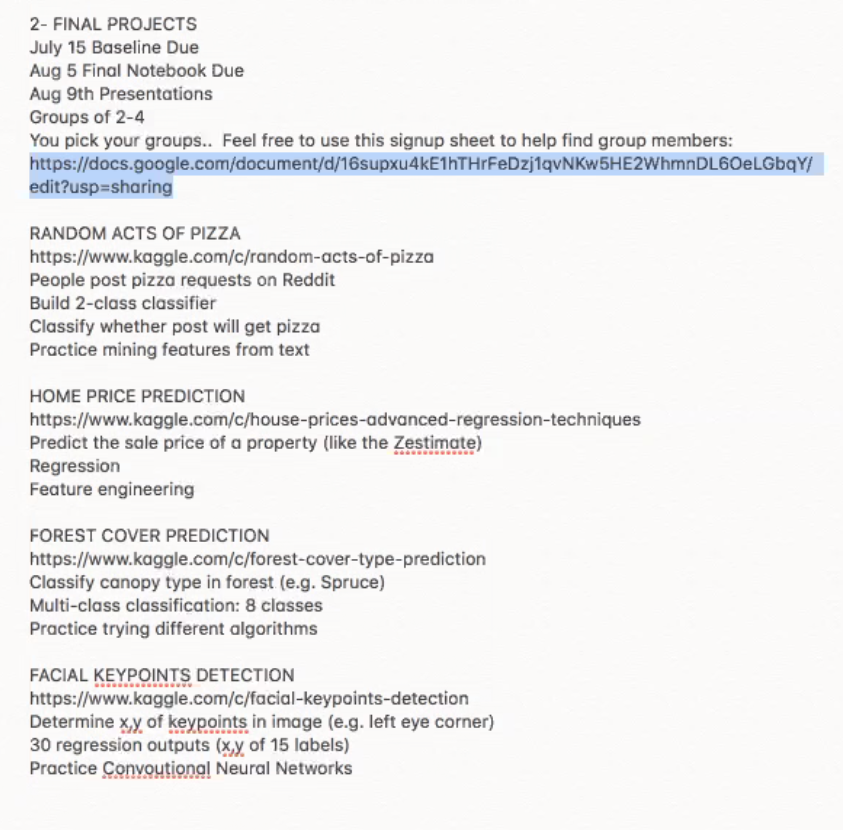 2- FINAL PROJECTS
July 15 Baseline Due
Aug 5 Final Notebook Due
Aug 9th Presentations
Groups of 2-4
You pick your groups..  Feel free to use this signup sheet to help find group members:
https://docs.google.com/document/d/16supxu4kE1hTHrFeDzj1qvNKw5HE2WhmnDL6OeLGbqY/
edit?usp=sharing
RANDOM ACTS OF PIZZA
https://www.kaggle.com/c/random-acts-of-pizza
People post pizza requests on Reddit
Build 2-class classifier
Classify whether post will get pizza
Practice mining features from text
HOME PRICE PREDICTION
https://www.kaggle.com/c/house-prices-advanced-regression-techniques
Predict the sale price of a property (like the Zestimate)
Regression
Feature engineering
FOREST COVER PREDICTION
https://www.kaggle.com/c/forest-cover-type-prediction
Classify canopy type in forest (e.g. Spruce)
Multi-class classification: 8 classes
Practice trying different algorithms
FACIAL KEYPOINTS DETECTION
https://www.kaggle.com/c/facial-keypoints-detection
Determine x,y of keypoints in image (e.g. left eye corner)
30 regression outputs (x,y of 15 labels)
Practice Convoutional Neural Networks